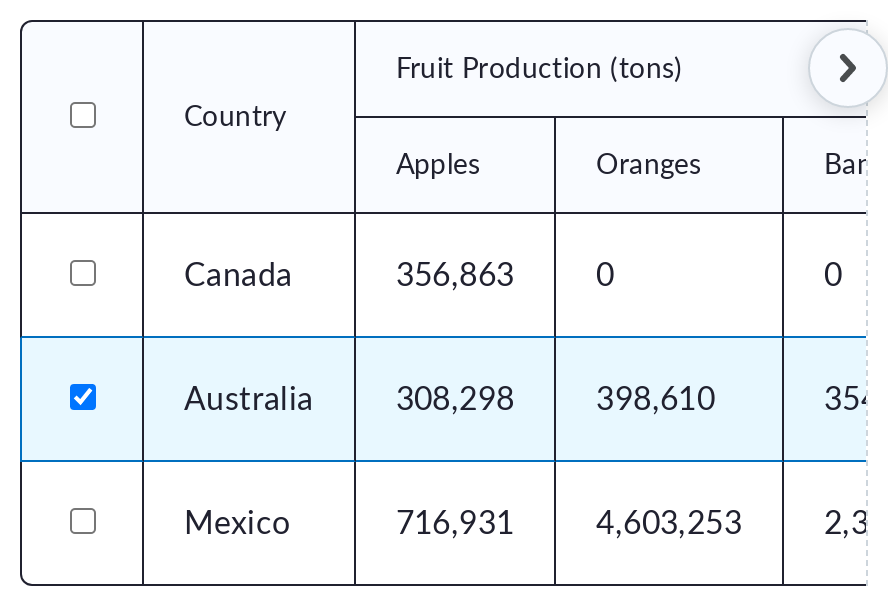 Fruit Production (tons)
Country
Apples Oranges
Canada 356,863 0 0
Australia 308,298 398,610
Mexico 716,931 4,603,253